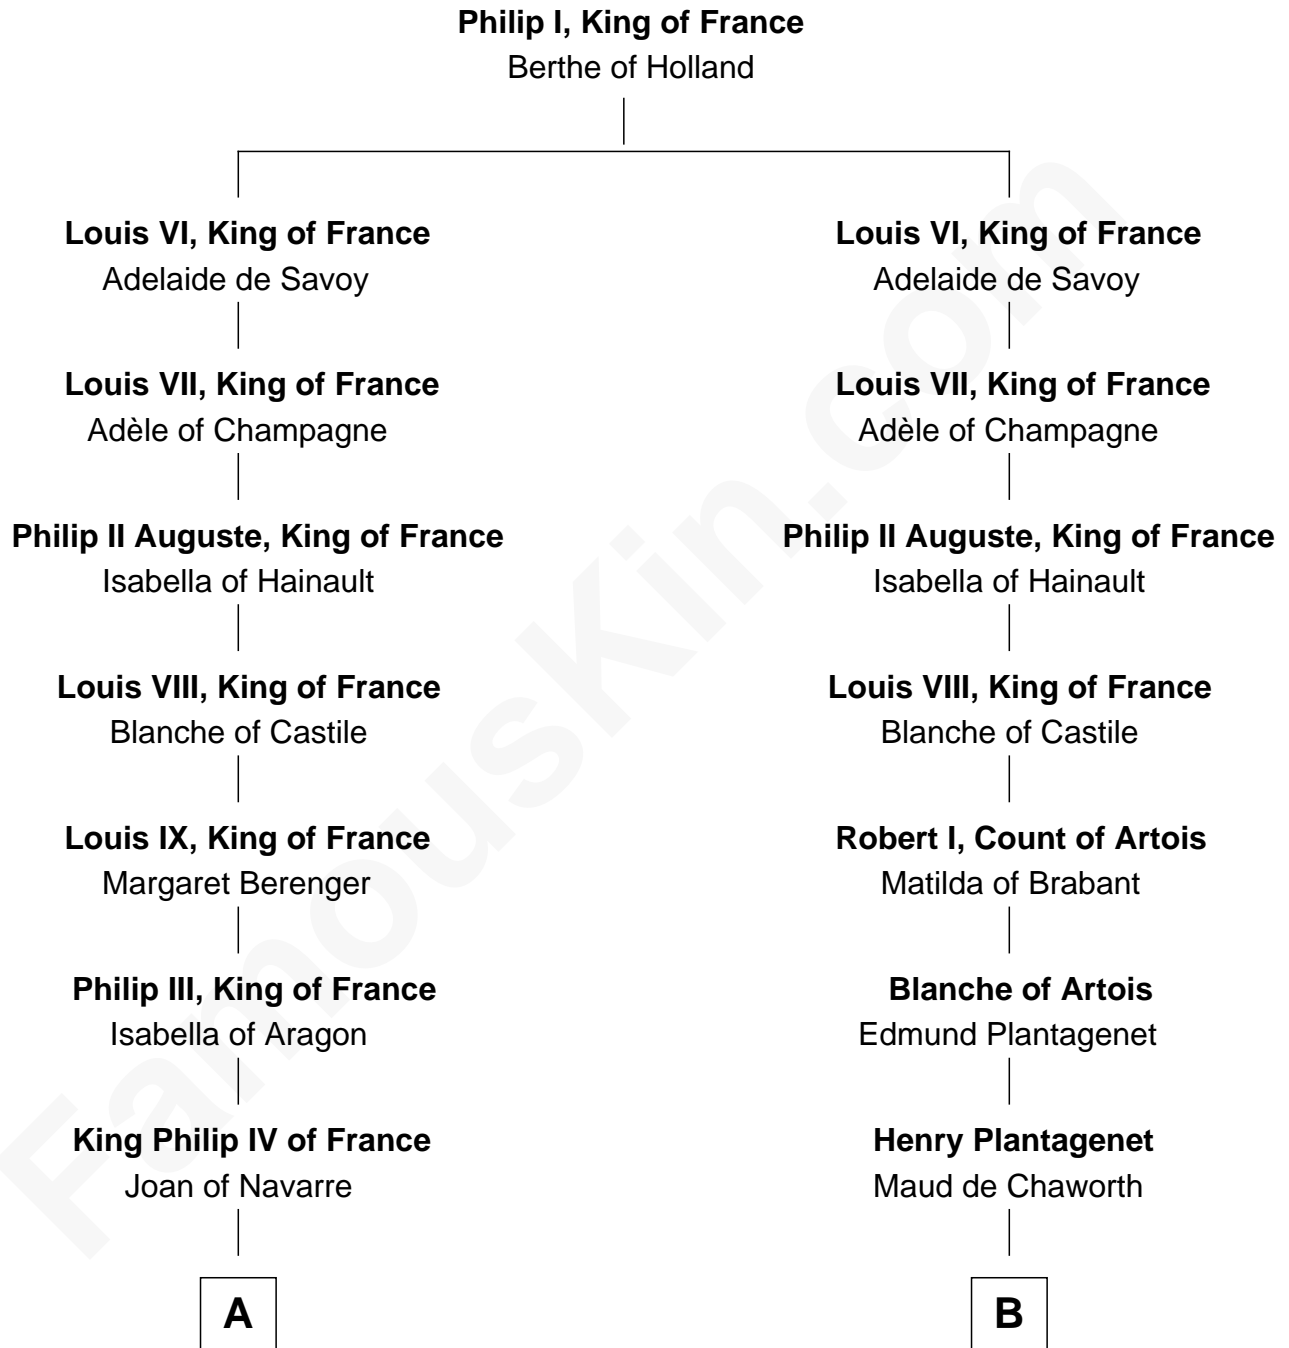 Philip I, King of France
Berthe of Holland
Louis VI, King of France
Adelaide de Savoy
Louis VI, King of France
Adelaide de Savoy
Louis VII, King of France
Adèle of Champagne
Louis VII, King of France
Adèle of Champagne
Philip II Auguste, King of France
Isabella of Hainault
Philip II Auguste, King of France
Isabella of Hainault
Louis VIII, King of France
Blanche of Castile
Louis VIII, King of France
Blanche of Castile
Louis IX, King of France
Margaret Berenger
Robert I, Count of Artois
Matilda of Brabant
Philip III, King of France
Isabella of Aragon
Blanche of Artois
Edmund Plantagenet
King Philip IV of France
Joan of Navarre
Henry Plantagenet
Maud de Chaworth
A
B
FamousKin.com